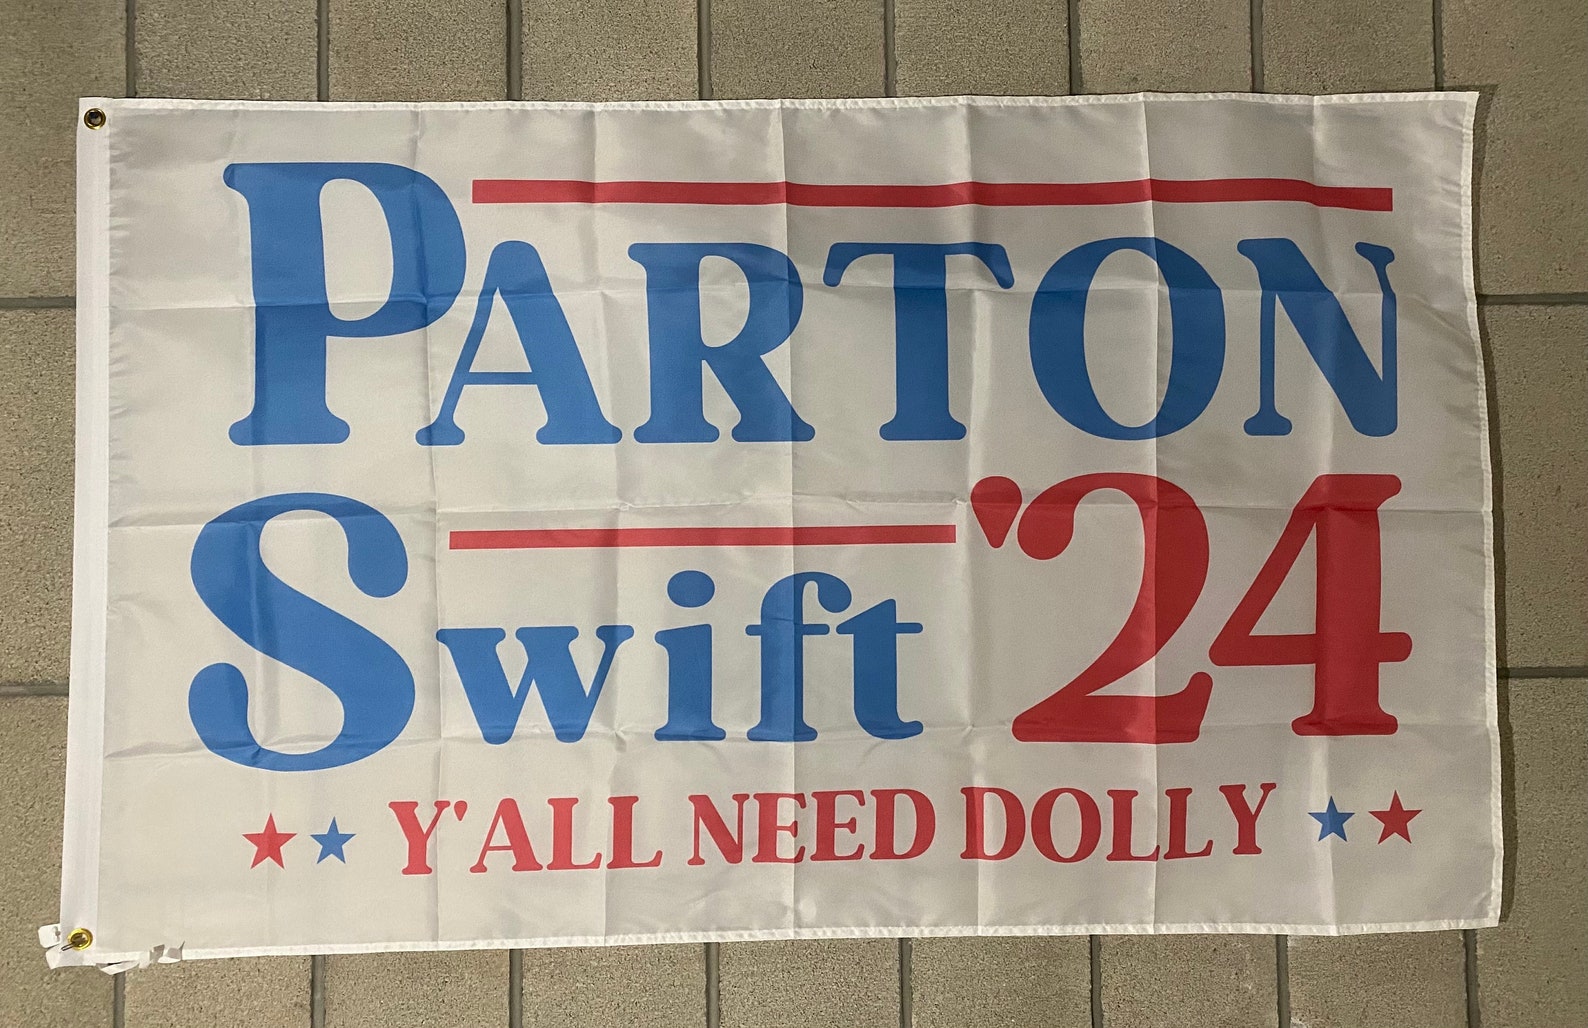 PARTON
Swift '24
Y'ALL NEED DOLLY